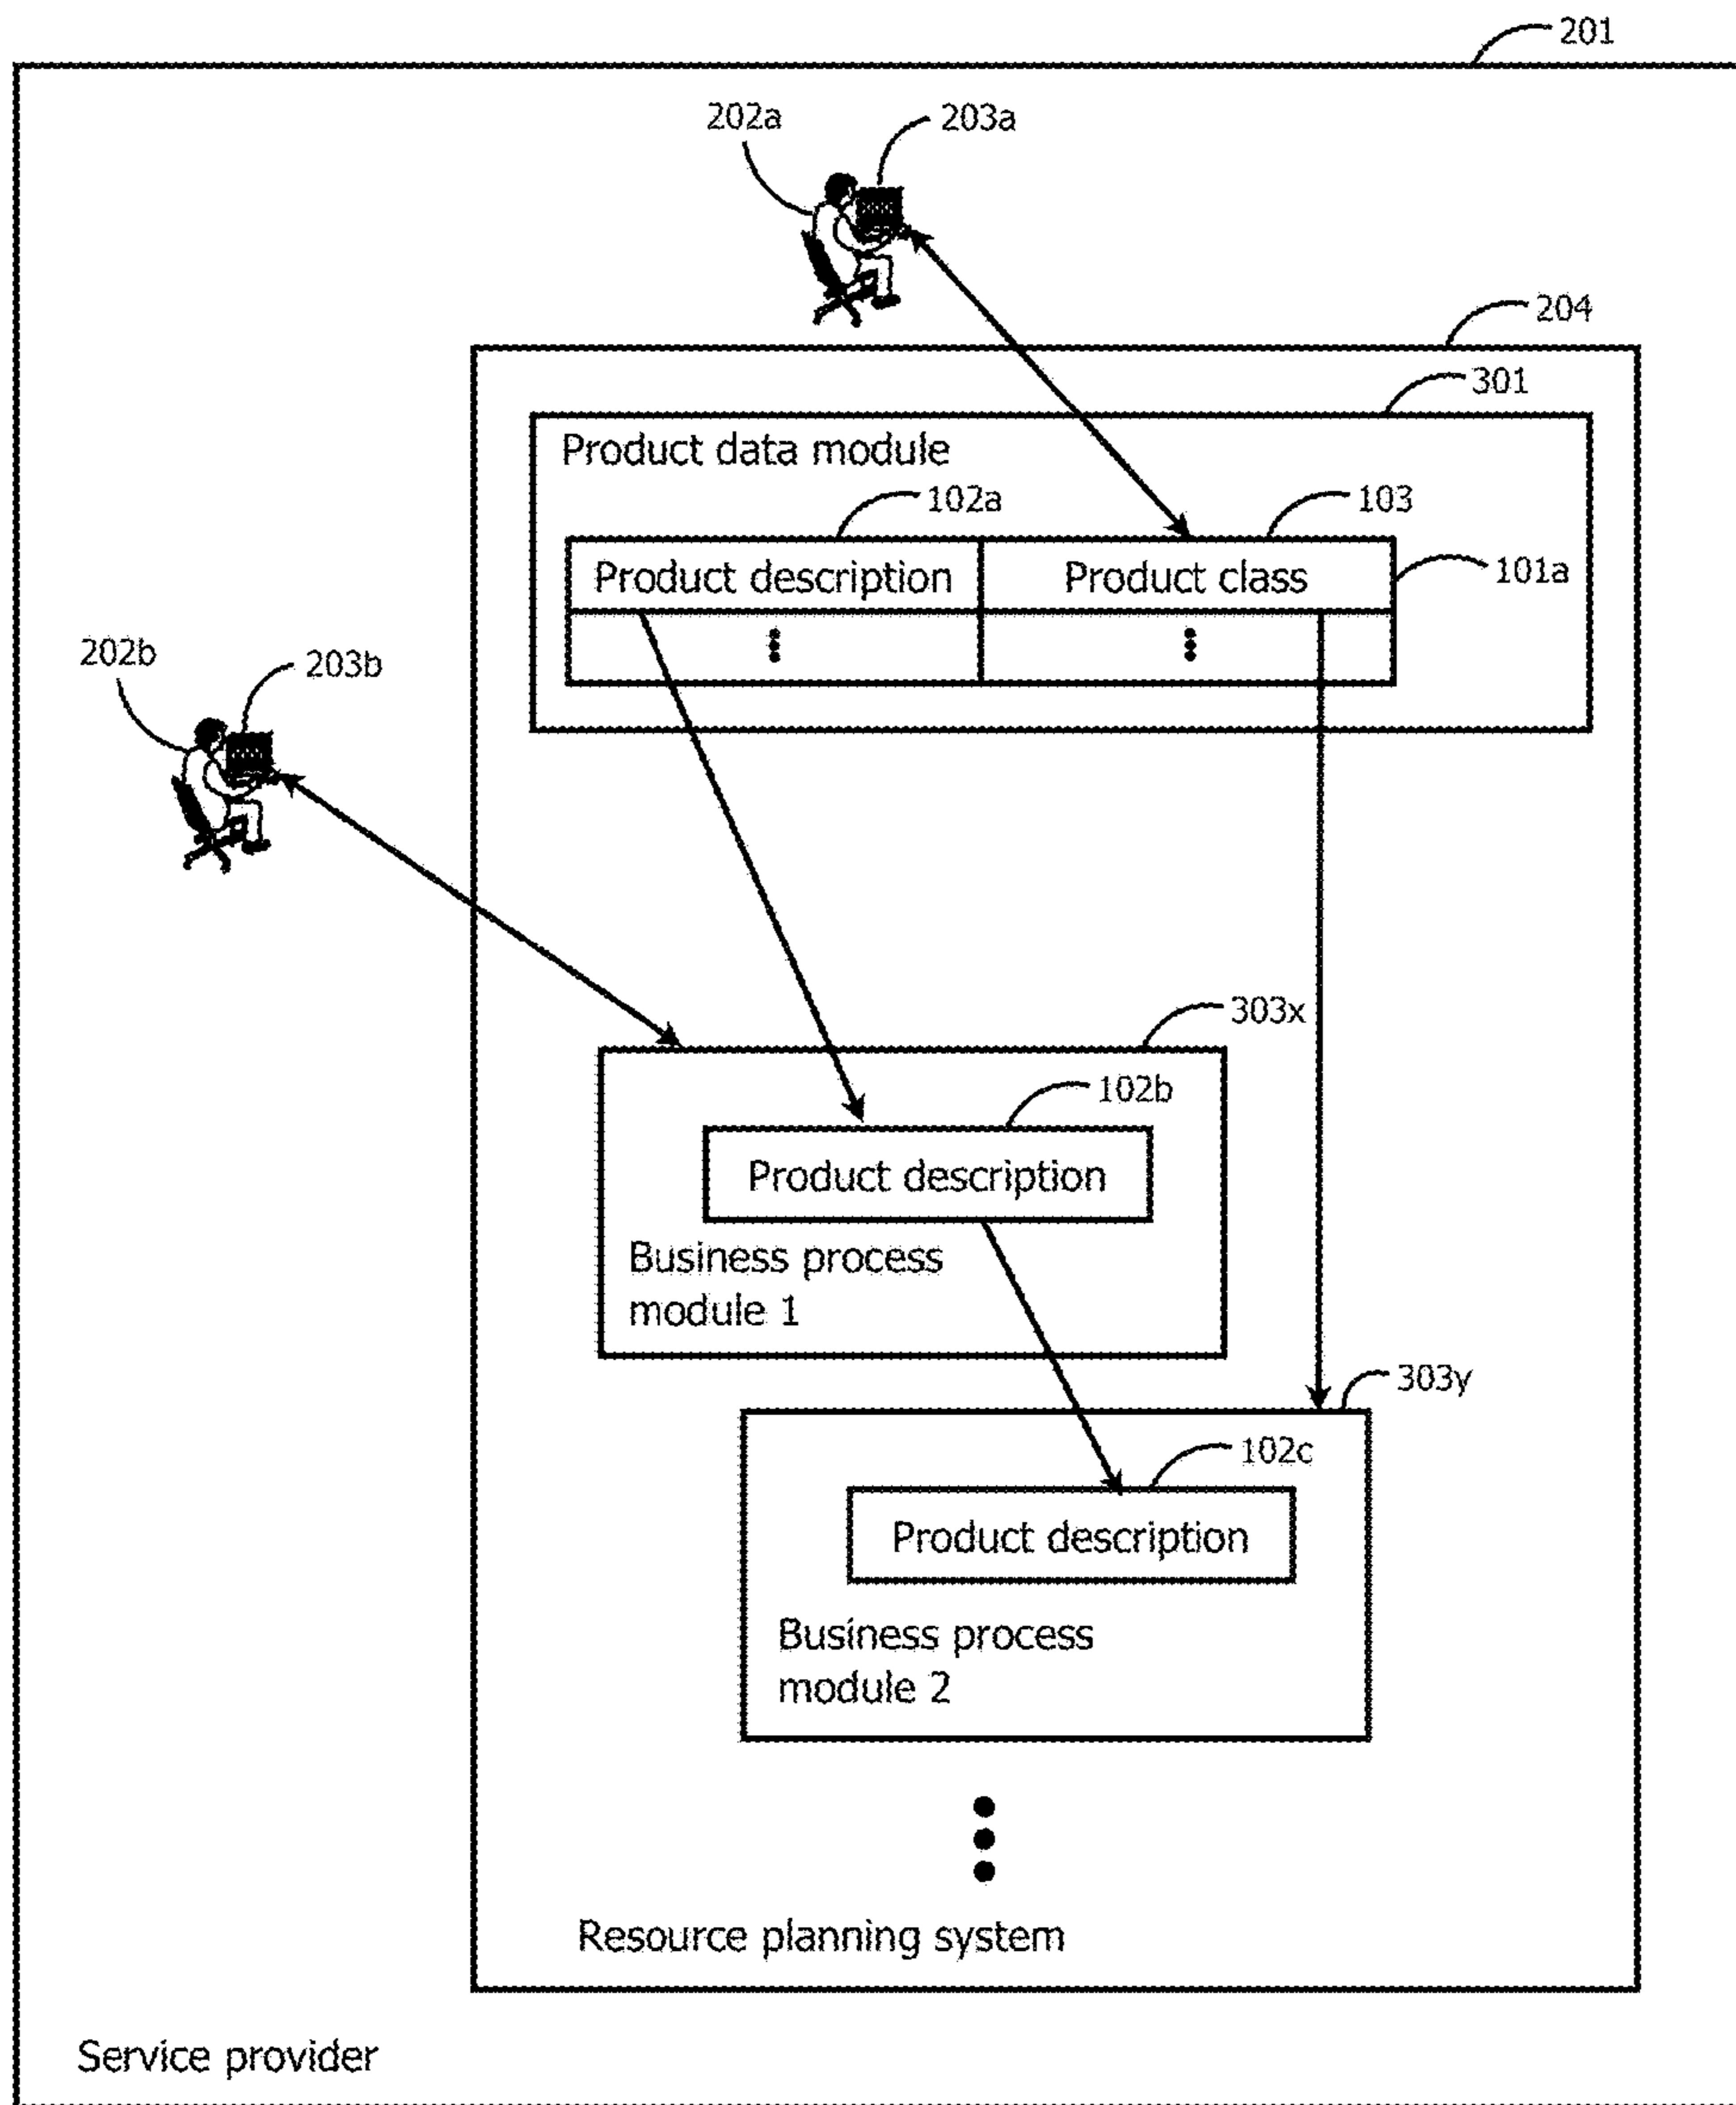 201
202a
203a
204
301
Product data module
102a
103
Product description
Product class
101a
202b
203b
303x
102b
Product description
Business process
module 1
303y
102c
Product description
Business process
module 2
Resource planning system
Service provider